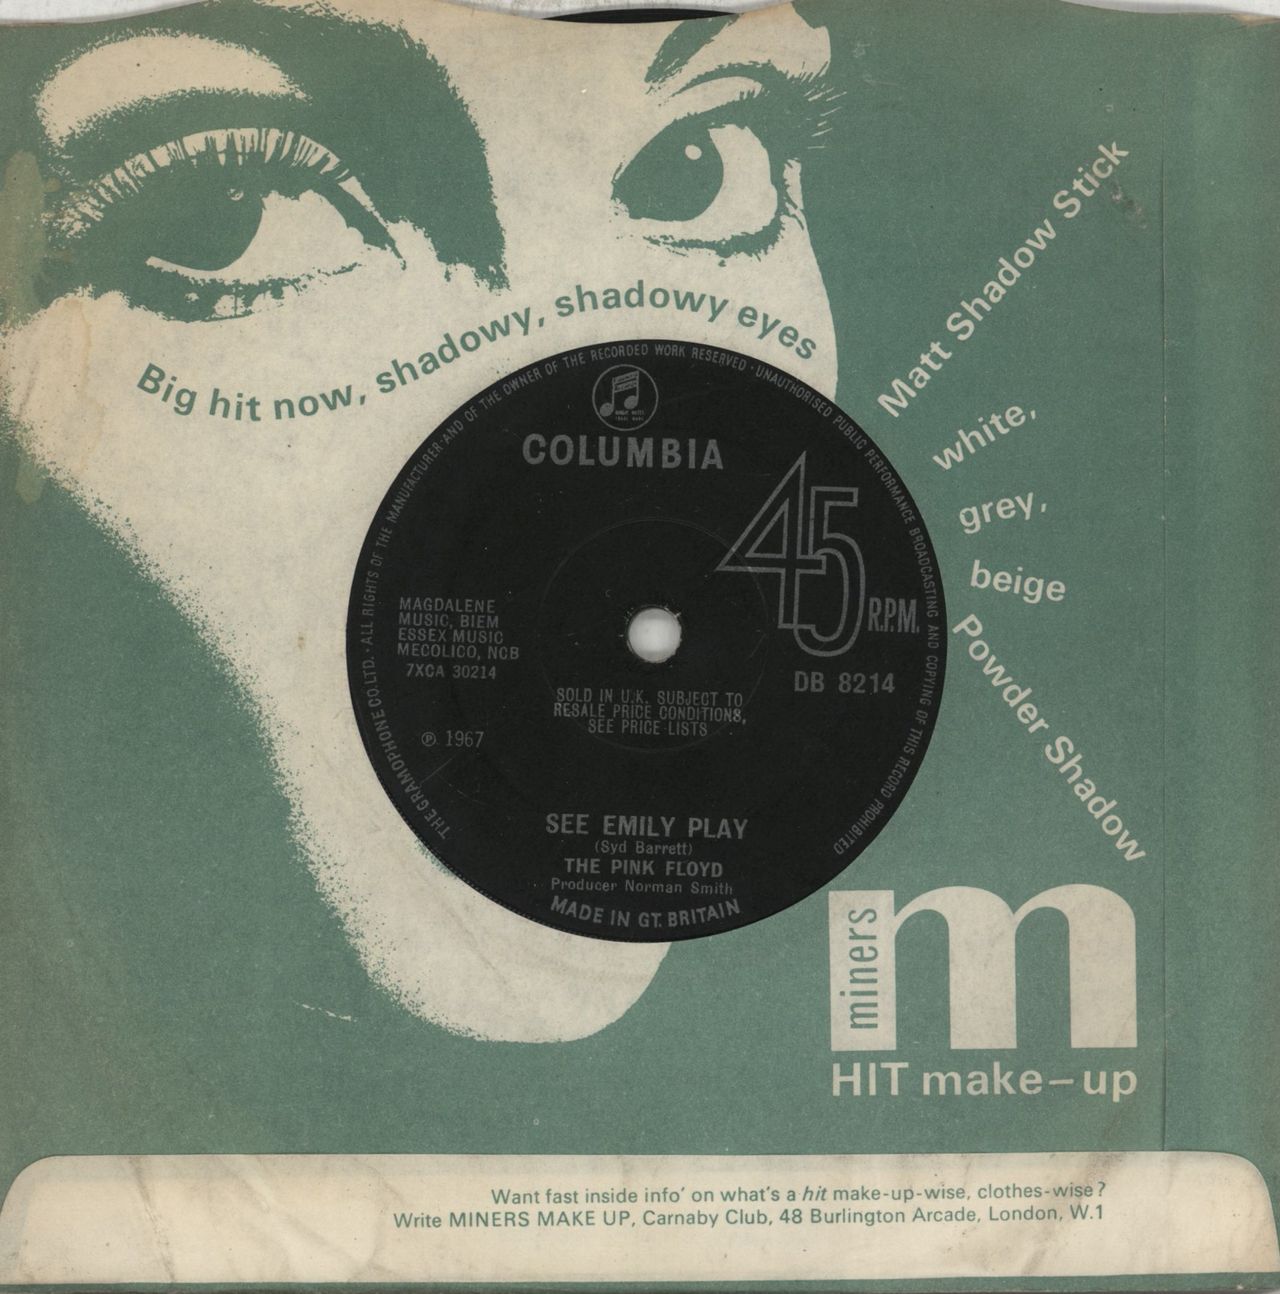 Big hit now, shadowy, shadowy eyes
Matt Shadow Stick
white,
grey,
beige
Powder Shadow
THE GRAMOPHONE CO. LTD. · ALL RIGHTS OF THE MANUFACTURER · AND OF THE OWNER OF THE RECORDED WORK RESERVED · UNAUTHORISED PUBLIC PERFORMANCE BROADCASTING AND COPYING OF THIS RECORD PROHIBITED
COLUMBIA
45
R.P.M.
MAGDALENE
MUSIC, BIEM
ESSEX MUSIC
MECOLICO, NCB
7XCA 30214
DB 8214
SOLD IN U.K. SUBJECT TO
RESALE PRICE CONDITIONS,
SEE PRICE LISTS
℗ 1967
SEE EMILY PLAY
(Syd Barrett)
THE PINK FLOYD
Producer Norman Smith
MADE IN GT. BRITAIN
miners
m
HIT make-up
Want fast inside info' on what's a hit make-up-wise, clothes-wise?
Write MINERS MAKE UP, Carnaby Club, 48 Burlington Arcade, London, W.1